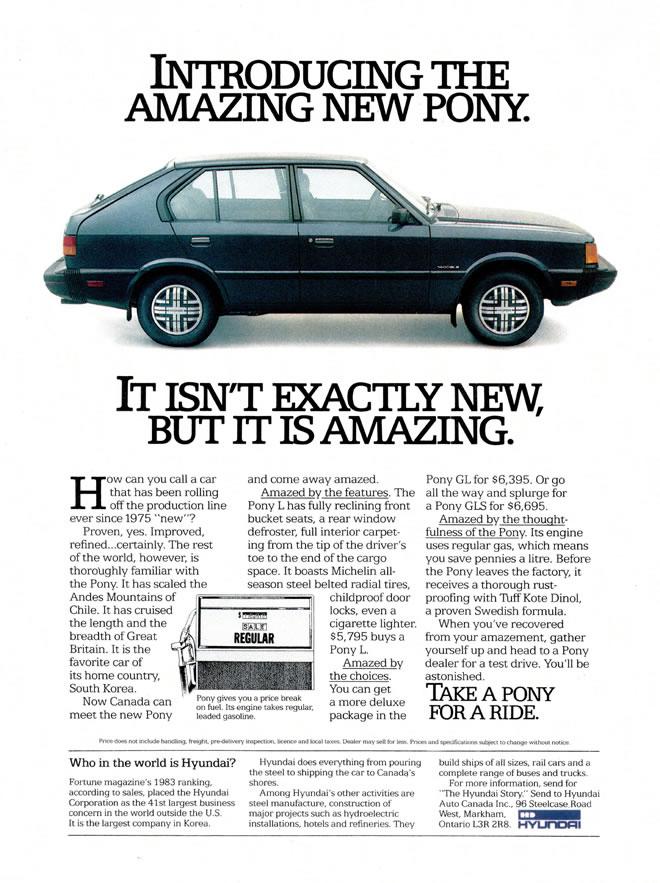 INTRODUCING THE
AMAZING NEW PONY.
IT ISN'T EXACTLY NEW,
BUT IT IS AMAZING.
How can you call a car
that has been rolling
off the production line
ever since 1975 "new"?
Proven, yes. Improved,
refined...certainly. The rest
of the world, however, is
thoroughly familiar with
the Pony. It has scaled the
Andes Mountains of
Chile. It has cruised
the length and the
breadth of Great
Britain. It is the
favorite car of
its home country,
South Korea.
Now Canada can
meet the new Pony
and come away amazed.
Amazed by the features. The
Pony L has fully reclining front
bucket seats, a rear window
defroster, full interior carpet-
ing from the tip of the driver's
toe to the end of the cargo
space. It boasts Michelin all-
season steel belted radial tires,
childproof door
locks, even a
cigarette lighter.
$5,795 buys a
Pony L.
Amazed by
the choices.
You can get
a more deluxe
package in the
SALE
REGULAR
Pony gives you a price break
on fuel. Its engine takes regular,
leaded gasoline.
Pony GL for $6,395. Or go
all the way and splurge for
a Pony GLS for $6,695.
Amazed by the thought-
fulness of the Pony. Its engine
uses regular gas, which means
you save pennies a litre. Before
the Pony leaves the factory, it
receives a thorough rust-
proofing with Tuff Kote Dinol,
a proven Swedish formula.
When you've recovered
from your amazement, gather
yourself up and head to a Pony
dealer for a test drive. You'll be
astonished.
TAKE A PONY
FOR A RIDE.
Price does not include handling, freight, pre-delivery inspection, licence and local taxes. Dealer may sell for less. Prices and specifications subject to change without notice.
Who in the world is Hyundai?
Fortune magazine's 1983 ranking,
according to sales, placed the Hyundai
Corporation as the 41st largest business
concern in the world outside the U.S.
It is the largest company in Korea.
Hyundai does everything from pouring
the steel to shipping the car to Canada's
shores.
Among Hyundai's other activities are
steel manufacture, construction of
major projects such as hydroelectric
installations, hotels and refineries. They
build ships of all sizes, rail cars and a
complete range of buses and trucks.
For more information, send for
"The Hyundai Story." Send to Hyundai
Auto Canada Inc., 96 Steelcase Road
West, Markham,
Ontario L3R 2R8.
HYUNDAI